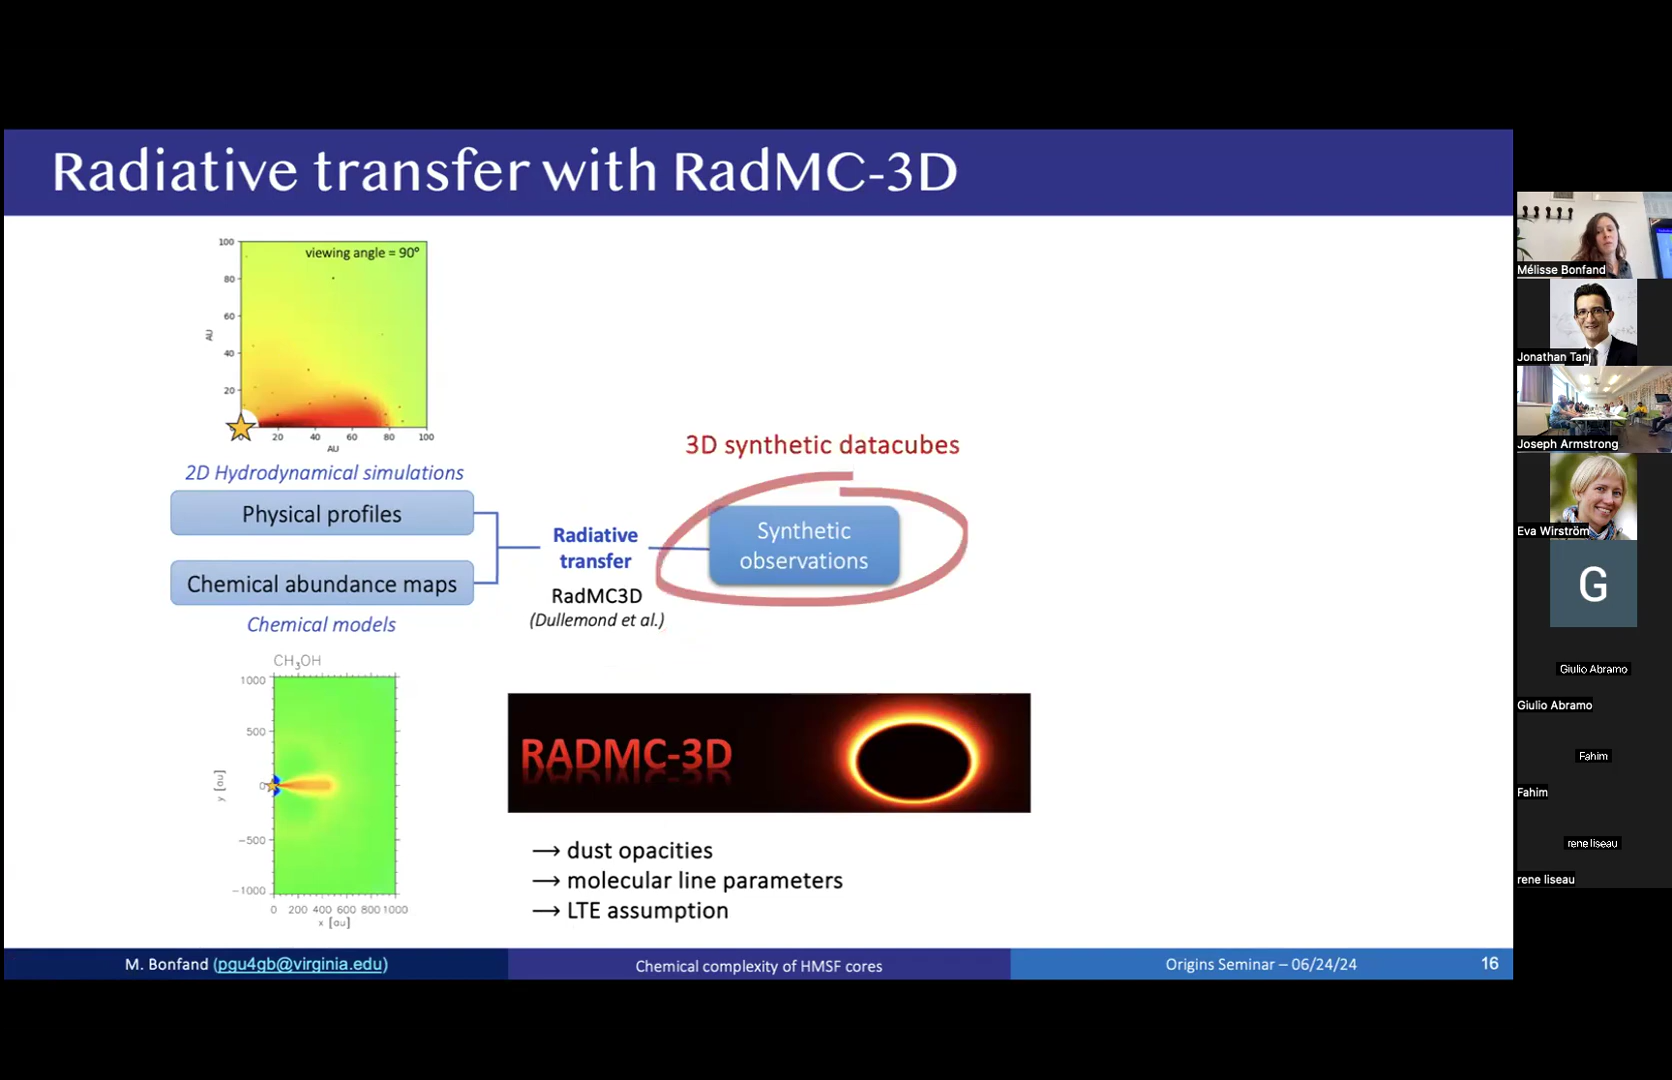 Radiative transfer with RadMC-3D
100
viewing angle = 90°
80
60
AU
40
20
20 40 60 80 100
AU
2D Hydrodynamical simulations
Physical profiles
Chemical abundance maps
Chemical models
Radiative
transfer
RadMC3D
(Dullemond et al.)
3D synthetic datacubes
Synthetic
observations
CH3OH
1000
500
y [au]
0
−500
−1000
0 200 400 600 800 1000
x [au]
RADMC-3D
→ dust opacities
→ molecular line parameters
→ LTE assumption
M. Bonfand (pgu4gb@virginia.edu)
Chemical complexity of HMSF cores
Origins Seminar – 06/24/24
16
Mélisse Bonfand
Jonathan Tan
Joseph Armstrong
Eva Wirström
G
Giulio Abramo
Giulio Abramo
Fahim
Fahim
rene liseau
rene liseau